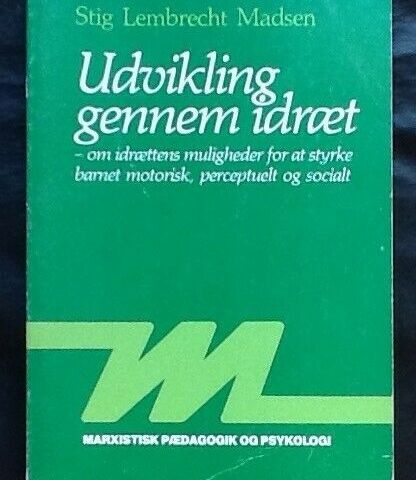 Stig Lembrecht Madsen
Udvikling
gennem idræt
- om idrættens muligheder for at styrke
barnet motorisk, perceptuelt og socialt
m
MARXISTISK PÆDAGOGIK OG PSYKOLOGI